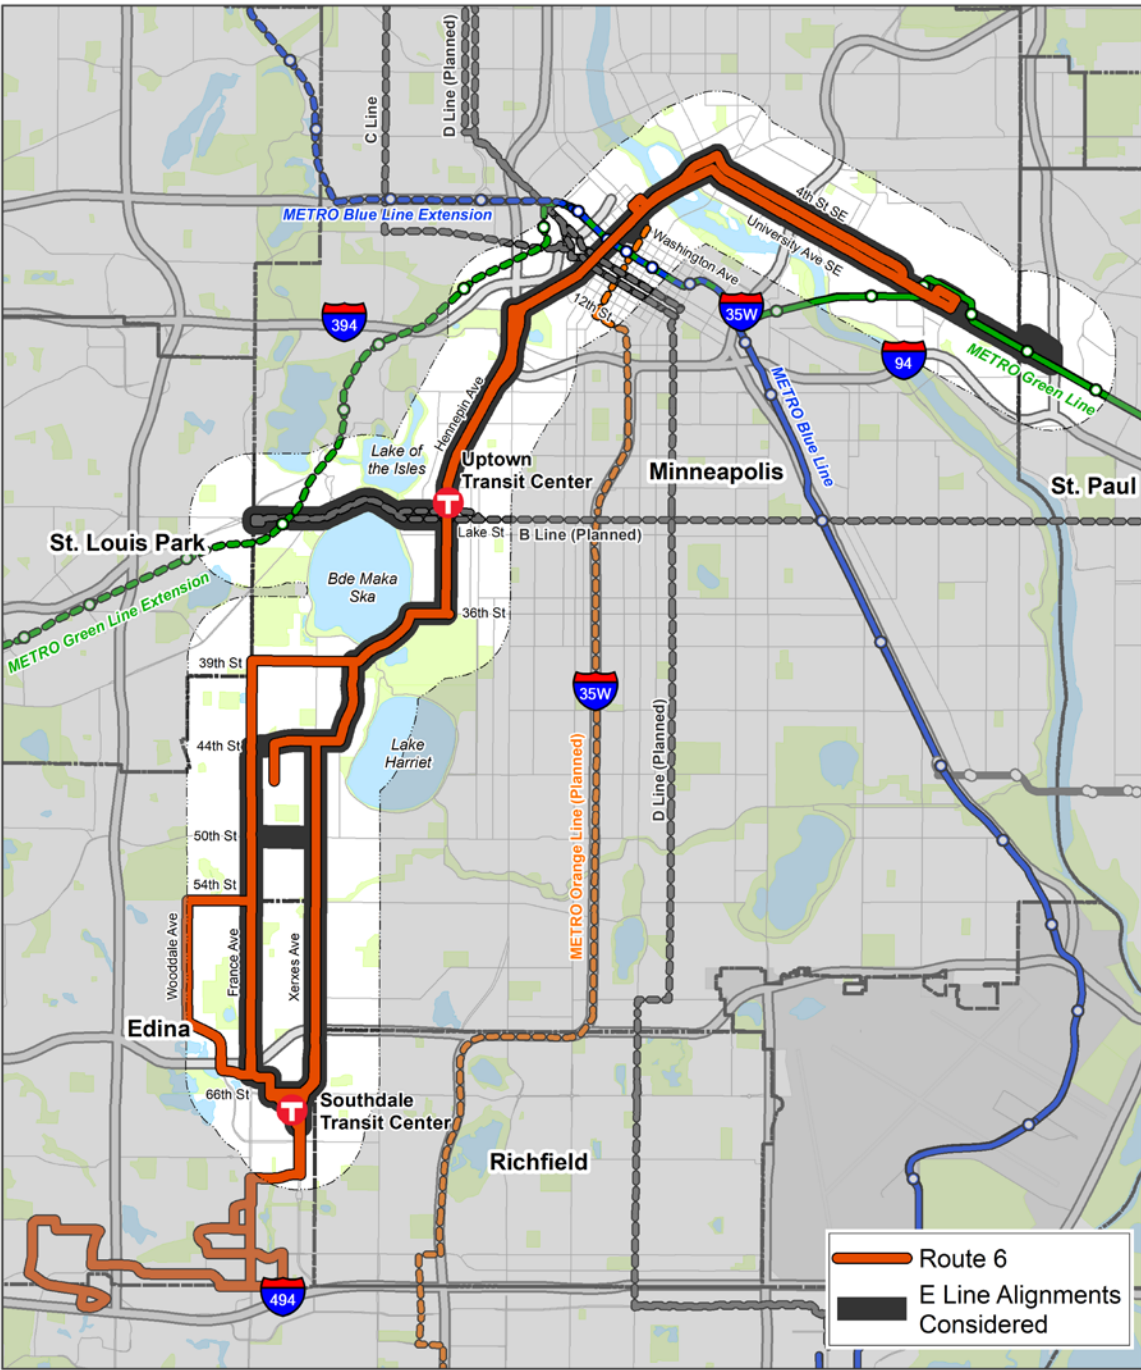 C Line
D Line (Planned)
METRO Blue Line Extension
4th St SE
University Ave SE
Washington Ave
12th St
35W
394
94
METRO Green Line
METRO Blue Line
Hennepin Ave
Lake of
the Isles
Uptown
Transit Center
Minneapolis
St. Paul
St. Louis Park
Lake St
B Line (Planned)
Bde Maka
Ska
36th St
METRO Green Line Extension
39th St
35W
44th St
Lake
Harriet
D Line (Planned)
METRO Orange Line (Planned)
50th St
54th St
Wooddale Ave
France Ave
Xerxes Ave
Edina
66th St
T
T
Southdale
Transit Center
Richfield
494
Route 6
E Line Alignments
Considered